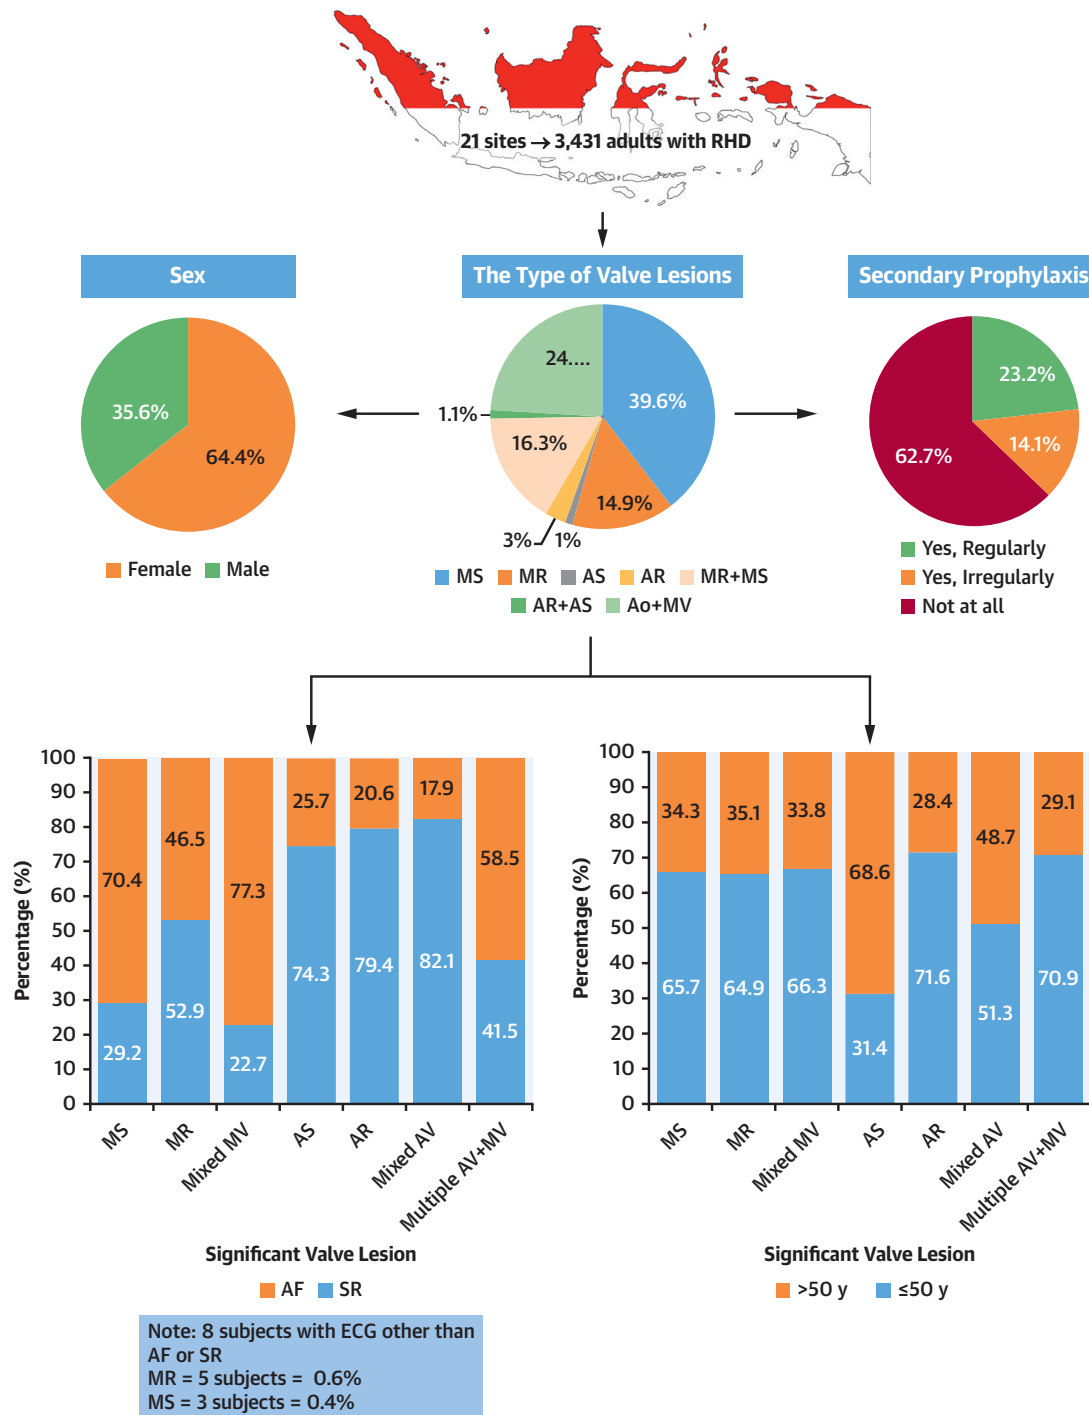 21 sites → 3,431 adults with RHD
Sex
The Type of Valve Lesions
Secondary Prophylaxis
35.6%
64.4%
Female
Male
24....
39.6%
1.1%
16.3%
14.9%
3%
1%
MS
MR
AS
AR
MR+MS
AR+AS
Ao+MV
23.2%
14.1%
62.7%
Yes, Regularly
Yes, Irregularly
Not at all
Percentage (%)
100
90
80
70
60
50
40
30
20
10
0
70.4
46.5
77.3
25.7
20.6
17.9
58.5
29.2
52.9
22.7
74.3
79.4
82.1
41.5
MS
MR
Mixed MV
AS
AR
Mixed AV
Multiple AV+MV
Significant Valve Lesion
AF
SR
Note: 8 subjects with ECG other than
AF or SR
MR = 5 subjects = 0.6%
MS = 3 subjects = 0.4%
Percentage (%)
100
90
80
70
60
50
40
30
20
10
0
34.3
35.1
33.8
68.6
28.4
48.7
29.1
65.7
64.9
66.3
31.4
71.6
51.3
70.9
MS
MR
Mixed MV
AS
AR
Mixed AV
Multiple AV+MV
Significant Valve Lesion
>50 y
≤50 y